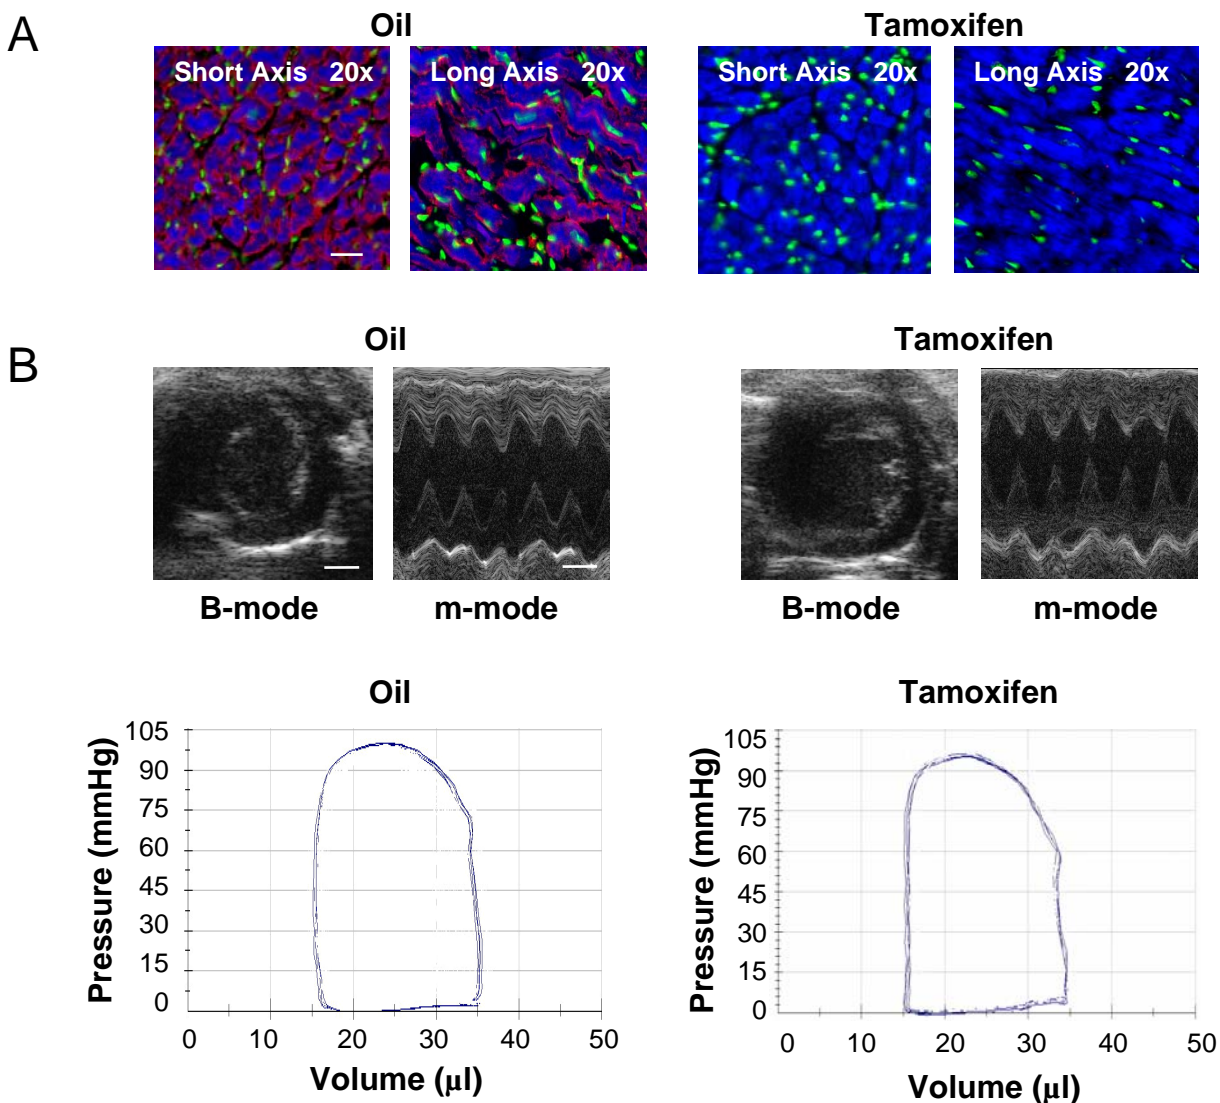 A
Oil
Tamoxifen
Short Axis 20x
Long Axis 20x
Short Axis 20x
Long Axis 20x
B
Oil
Tamoxifen
B-mode
m-mode
B-mode
m-mode
Oil
Tamoxifen
Pressure (mmHg)
105
90
75
60
45
30
15
0
0 10 20 30 40 50
Volume (µl)
Pressure (mmHg)
105
90
75
60
45
30
15
0
0 10 20 30 40 50
Volume (µl)